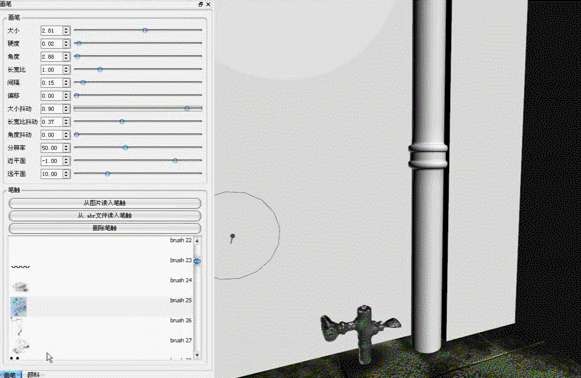 画笔
画笔
大小 2.81
硬度 0.02
角度 2.88
长宽比 1.00
间隔 0.15
偏移 0.00
大小抖动 0.90
长宽比抖动 0.37
角度抖动 0.00
分辨率 50.00
近平面 -1.00
远平面 10.00
笔触
从图片读入笔触
从.abr文件读入笔触
删除笔触
brush 22
brush 23
brush 24
brush 25
brush 26
brush 27
画笔 颜料